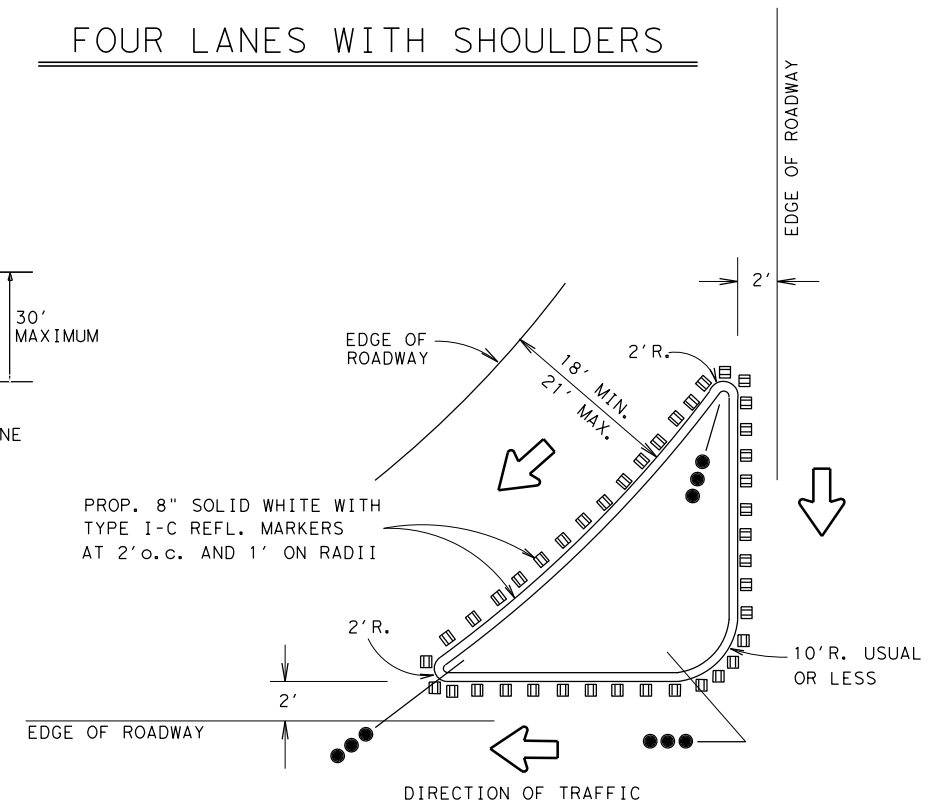 FOUR LANES WITH SHOULDERS
EDGE OF ROADWAY
2'
30'
MAXIMUM
EDGE OF
ROADWAY
18' MIN.
21' MAX.
2'R.
NE
PROP. 8" SOLID WHITE WITH
TYPE I-C REFL. MARKERS
AT 2'o.c. AND 1' ON RADII
2'R.
10'R. USUAL
OR LESS
2'
EDGE OF ROADWAY
DIRECTION OF TRAFFIC